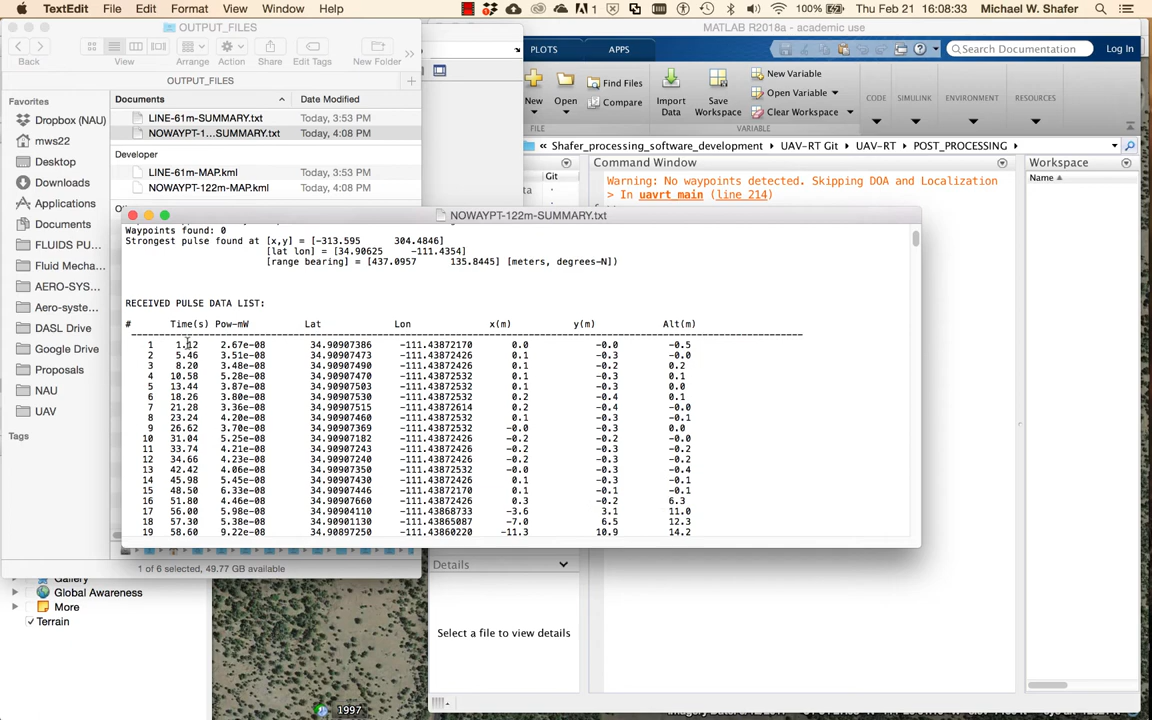 TextEdit File Edit Format View Window Help
1 100% Thu Feb 21 16:08:33 Michael W. Shafer
OUTPUT_FILES
Back View Arrange Action Share Edit Tags New Folder
OUTPUT_FILES
Favorites
Dropbox (NAU)
mws22
Desktop
Downloads
Applications
Documents
FLUIDS PU...
Fluid Mecha...
AERO-SYS...
Aero-syste...
DASL Drive
Google Drive
Proposals
NAU
UAV
Tags
Documents Date Modified
LINE-61m-SUMMARY.txt Today, 3:53 PM
NOWAYPT-1...SUMMARY.txt Today, 4:08 PM
Developer
LINE-61m-MAP.kml Today, 3:53 PM
NOWAYPT-122m-MAP.kml Today, 4:08 PM
1 of 6 selected, 49.77 GB available
Gallery
Global Awareness
More
Terrain
MATLAB R2018a - academic use
PLOTS APPS
Search Documentation Log In
New Open Find Files Compare
Import Data
Save Workspace
New Variable
Open Variable
Clear Workspace
CODE SIMULINK ENVIRONMENT RESOURCES
FILE VARIABLE
« Shafer_processing_software_development ▸ UAV-RT Git ▸ UAV-RT ▸ POST_PROCESSING ▸
Git
Command Window
Workspace
Name
Warning: No waypoints detected. Skipping DOA and Localization
> In uavrt_main (line 214)
NOWAYPT-122m-SUMMARY.txt
Waypoints found: 0
Strongest pulse found at [x,y] = [-313.595 304.4846]
[lat lon] = [34.90625 -111.4354]
[range bearing] = [437.0957 135.8445] [meters, degrees-N])
RECEIVED PULSE DATA LIST:
# Time(s) Pow-mW Lat Lon x(m) y(m) Alt(m)
1 1.12 2.67e-08 34.90907386 -111.43872170 0.0 -0.0 -0.5
2 5.46 3.51e-08 34.90907473 -111.43872426 0.1 -0.3 -0.0
3 8.20 3.48e-08 34.90907490 -111.43872426 0.1 -0.2 0.2
4 10.58 5.28e-08 34.90907470 -111.43872532 0.1 -0.3 0.1
5 13.44 3.87e-08 34.90907503 -111.43872532 0.1 -0.3 0.0
6 18.26 3.80e-08 34.90907530 -111.43872532 0.2 -0.4 0.1
7 21.28 3.36e-08 34.90907515 -111.43872614 0.2 -0.4 -0.0
8 23.24 4.20e-08 34.90907460 -111.43872532 0.1 -0.3 -0.1
9 26.62 3.70e-08 34.90907369 -111.43872532 -0.0 -0.3 0.0
10 31.04 5.25e-08 34.90907182 -111.43872426 -0.2 -0.2 -0.0
11 33.74 4.21e-08 34.90907243 -111.43872426 -0.2 -0.3 -0.2
12 34.66 4.23e-08 34.90907240 -111.43872426 -0.2 -0.3 -0.2
13 42.42 4.06e-08 34.90907350 -111.43872532 -0.0 -0.3 -0.4
14 45.98 5.45e-08 34.90907430 -111.43872426 0.1 -0.3 -0.1
15 48.50 6.33e-08 34.90907446 -111.43872170 0.1 -0.1 -0.1
16 51.80 4.46e-08 34.90907660 -111.43872426 0.3 -0.2 6.3
17 56.00 5.98e-08 34.90904110 -111.43868733 -3.6 3.1 11.0
18 57.30 5.38e-08 34.90901130 -111.43865087 -7.0 6.5 12.3
19 58.60 9.22e-08 34.90897250 -111.43860220 -11.3 10.9 14.2
Details
Select a file to view details
1997